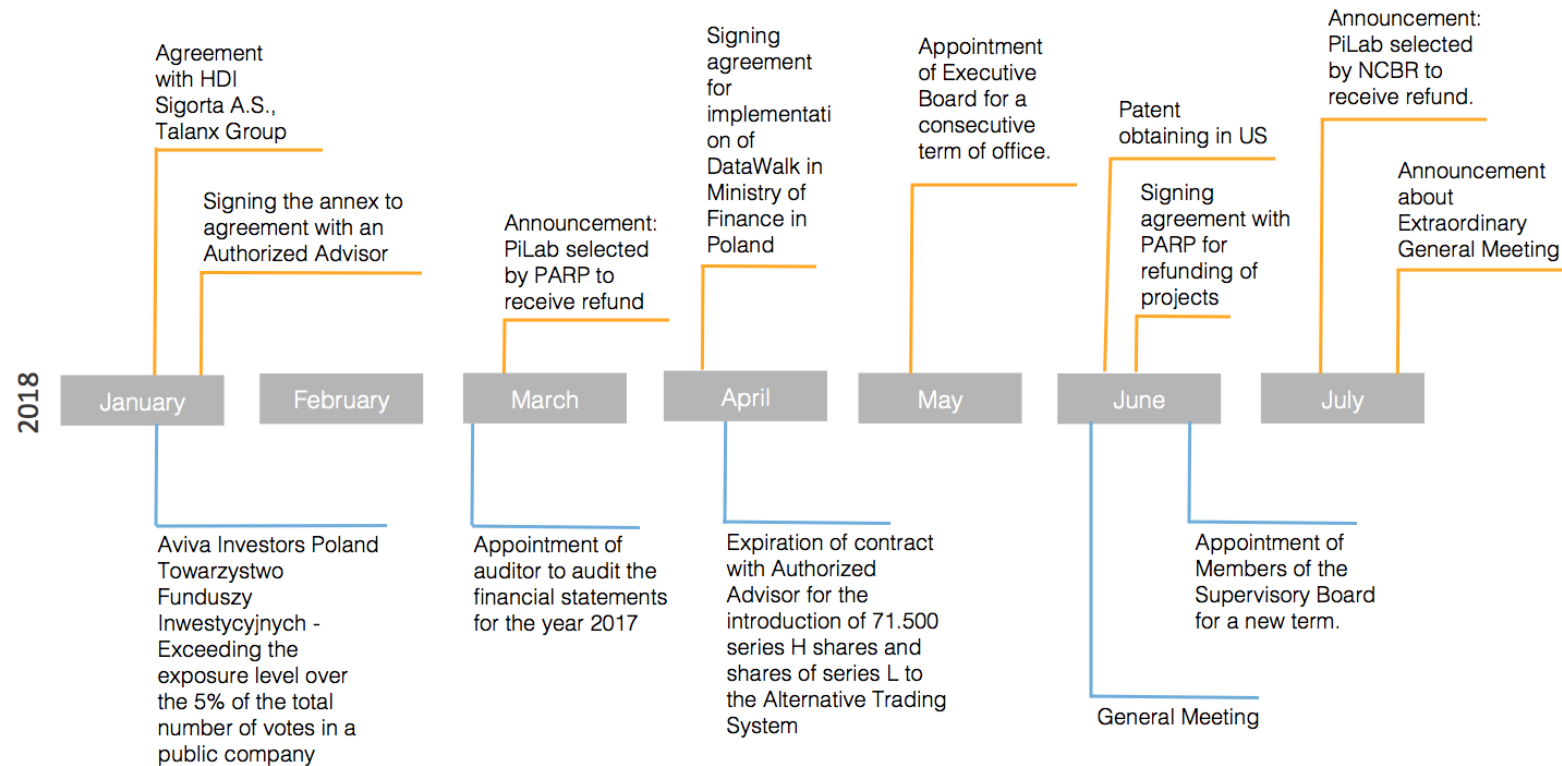 Agreement
with HDI
Sigorta A.S.,
Talanx Group
Signing the annex to
agreement with an
Authorized Advisor
Announcement:
PiLab selected
by PARP to
receive refund
Signing
agreement
for
implementati
on of
DataWalk in
Ministry of
Finance in
Poland
Appointment
of Executive
Board for a
consecutive
term of office.
Patent
obtaining in US
Signing
agreement with
PARP for
refunding of
projects
Announcement:
PiLab selected
by NCBR to
receive refund.
Announcement
about
Extraordinary
General Meeting
2018
January
February
March
April
May
June
July
Aviva Investors Poland
Towarzystwo
Funduszy
Inwestycyjnych -
Exceeding the
exposure level over
the 5% of the total
number of votes in a
public company
Appointment of
auditor to audit the
financial statements
for the year 2017
Expiration of contract
with Authorized
Advisor for the
introduction of 71.500
series H shares and
shares of series L to
the Alternative Trading
System
General Meeting
Appointment of
Members of the
Supervisory Board
for a new term.